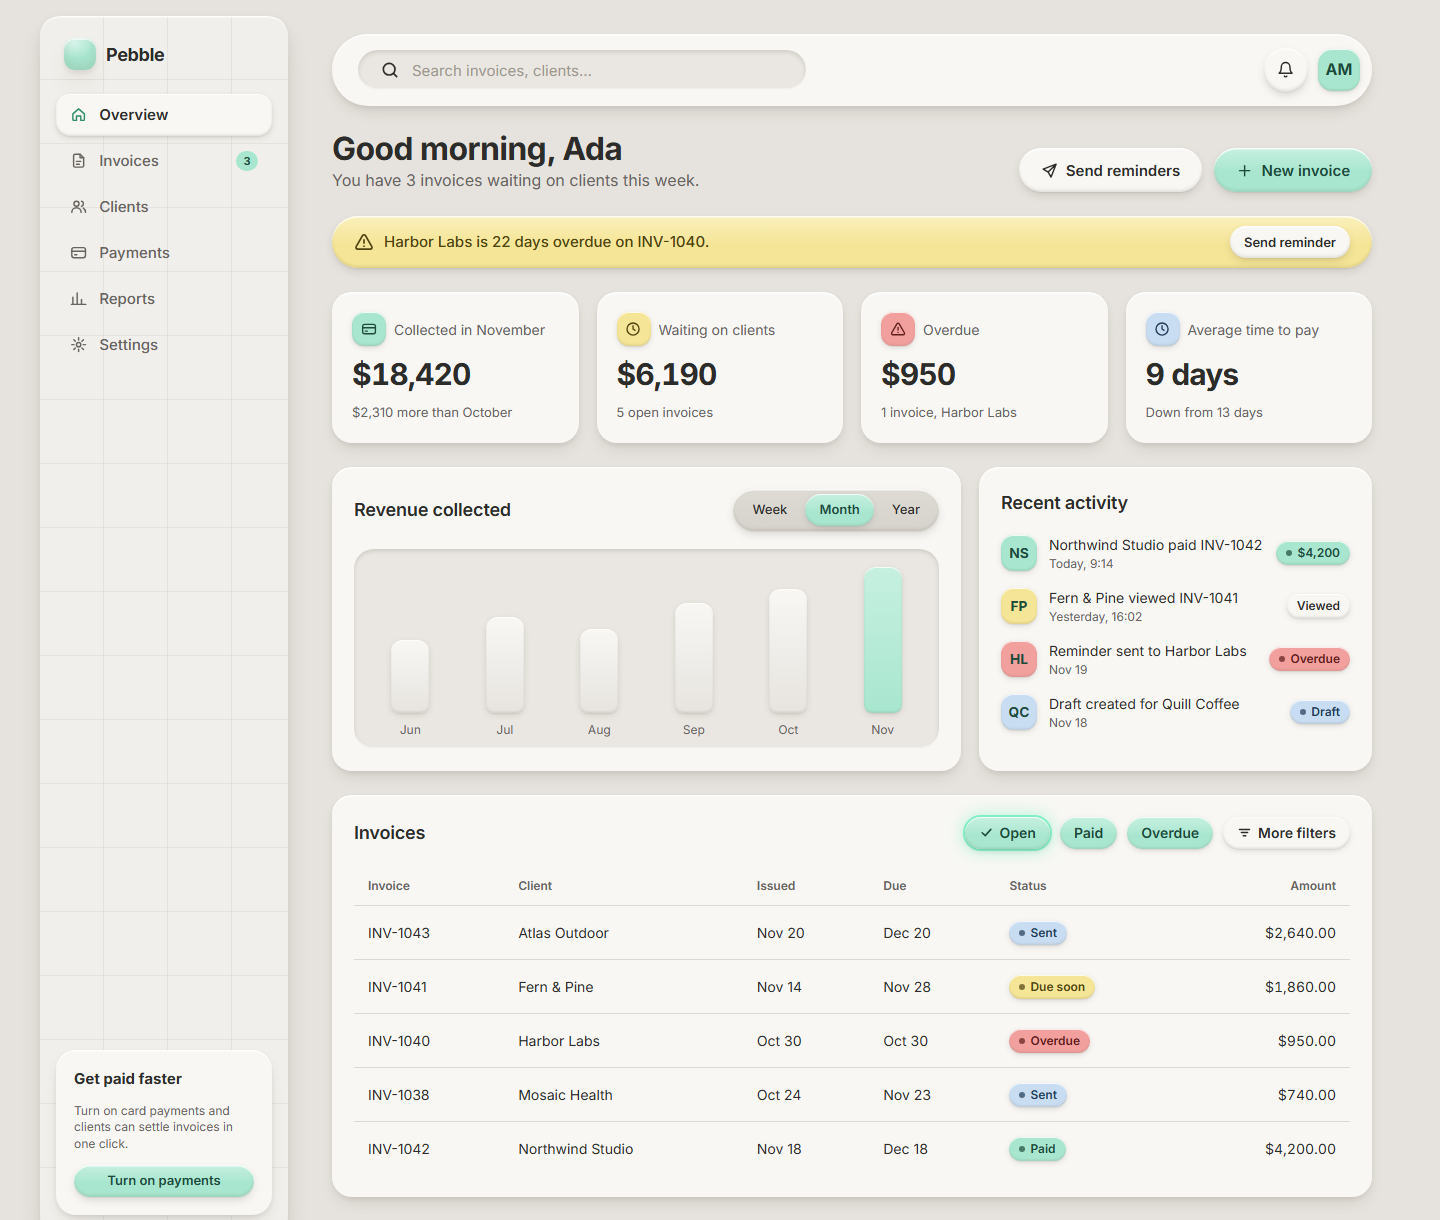 Pebble
Overview
Invoices 3
Clients
Payments
Reports
Settings
Get paid faster
Turn on card payments and
clients can settle invoices in
one click.
Turn on payments
Search invoices, clients...
AM
Good morning, Ada
You have 3 invoices waiting on clients this week.
Send reminders
New invoice
Harbor Labs is 22 days overdue on INV-1040.
Send reminder
Collected in November
$18,420
$2,310 more than October
Waiting on clients
$6,190
5 open invoices
Overdue
$950
1 invoice, Harbor Labs
Average time to pay
9 days
Down from 13 days
Revenue collected
Week Month Year
Jun Jul Aug Sep Oct Nov
Recent activity
NS Northwind Studio paid INV-1042 $4,200
Today, 9:14
FP Fern & Pine viewed INV-1041 Viewed
Yesterday, 16:02
HL Reminder sent to Harbor Labs Overdue
Nov 19
QC Draft created for Quill Coffee Draft
Nov 18
Invoices
Open Paid Overdue More filters
Invoice Client Issued Due Status Amount
INV-1043 Atlas Outdoor Nov 20 Dec 20 Sent $2,640.00
INV-1041 Fern & Pine Nov 14 Nov 28 Due soon $1,860.00
INV-1040 Harbor Labs Oct 30 Oct 30 Overdue $950.00
INV-1038 Mosaic Health Oct 24 Nov 23 Sent $740.00
INV-1042 Northwind Studio Nov 18 Dec 18 Paid $4,200.00